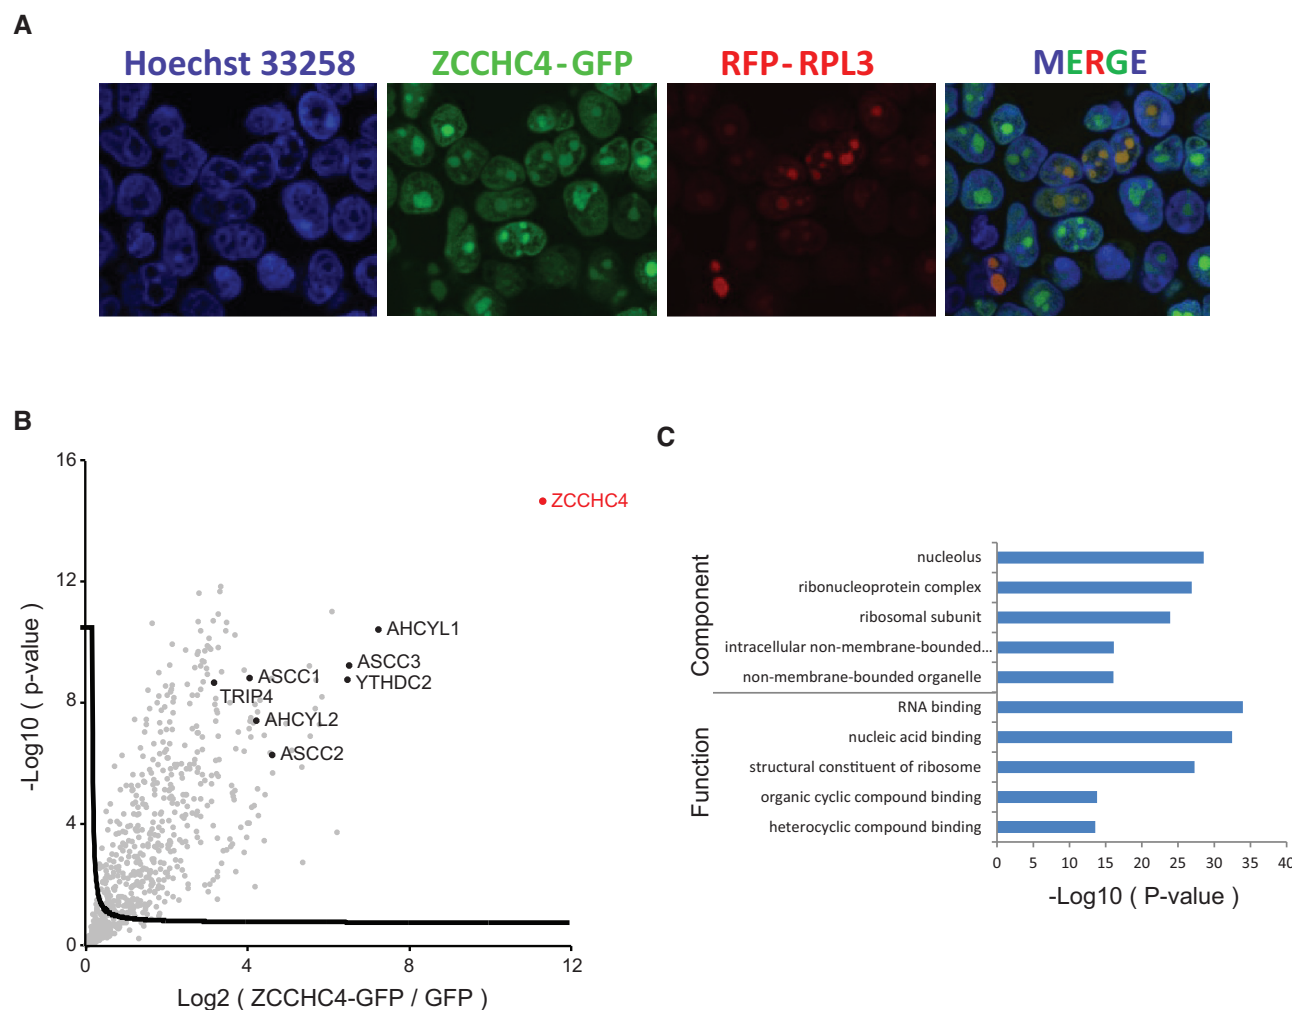 A
Hoechst 33258
ZCCHC4-GFP
RFP-RPL3
MERGE
B
16
12
8
4
0
0
4
8
12
-Log10 ( p-value )
Log2 ( ZCCHC4-GFP / GFP )
ZCCHC4
AHCYL1
ASCC3
YTHDC2
ASCC1
TRIP4
AHCYL2
ASCC2
C
Component
nucleolus
ribonucleoprotein complex
ribosomal subunit
intracellular non-membrane-bounded...
non-membrane-bounded organelle
Function
RNA binding
nucleic acid binding
structural constituent of ribosome
organic cyclic compound binding
heterocyclic compound binding
0 5 10 15 20 25 30 35 40
-Log10 ( P-value )